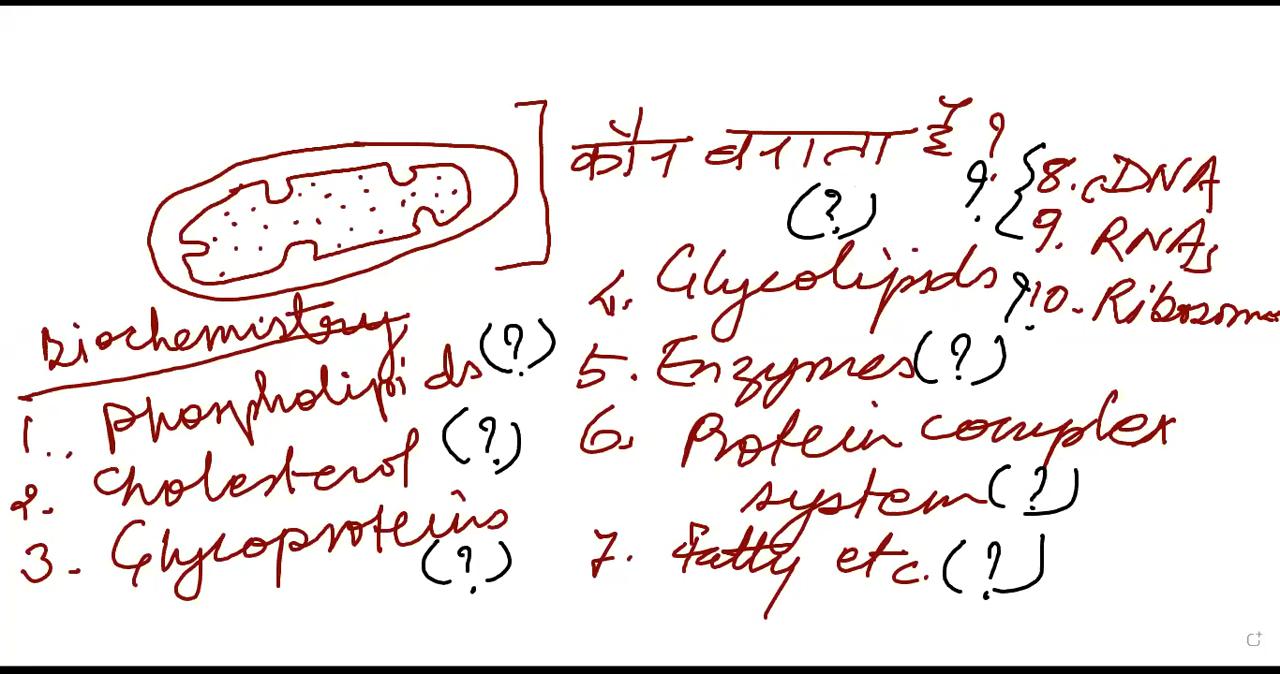 कौन बनाता है ?
(?)
? { 8. cDNA
9. RNAs
? 10. Ribosomes
Biochemistry
1.. Phospholipids (?)
2. Cholesterol (?)
3. Glycoproteins
(?)
4. Glycolipids
5. Enzymes (?)
6. Protein complex
system (?)
7. Fatty etc. (?)